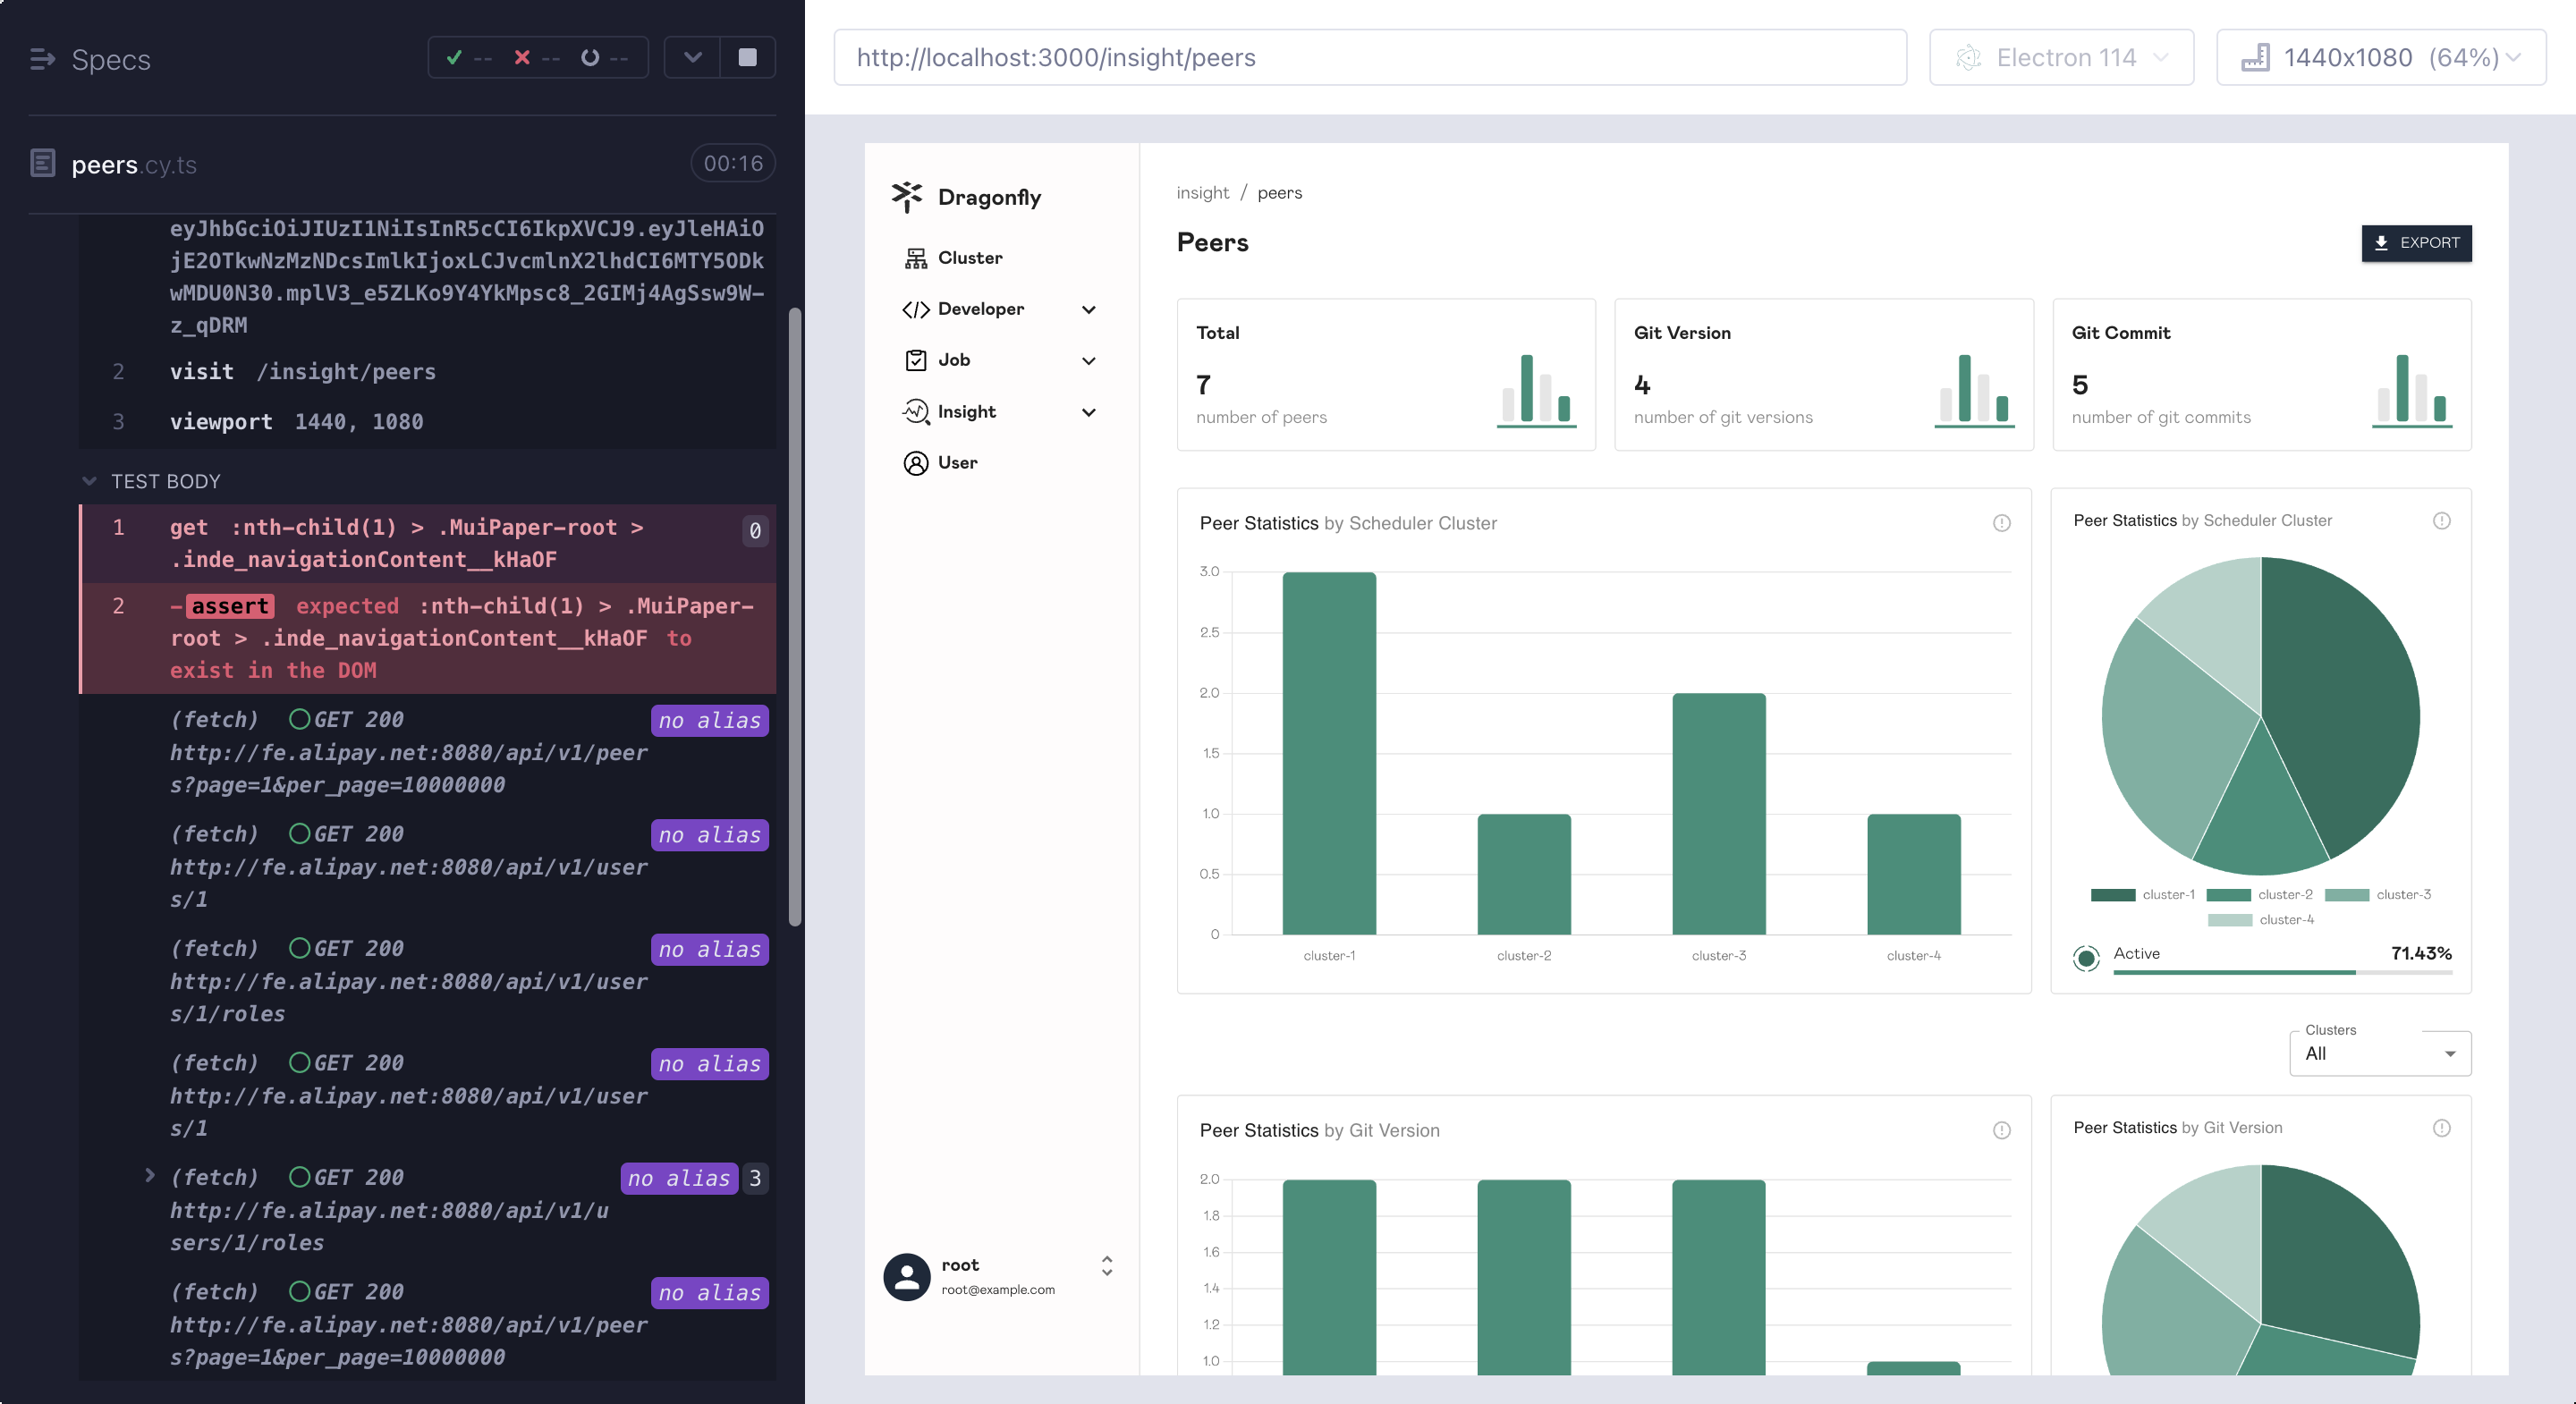 Specs
-- -- --
peers.cy.ts
00:16
eyJhbGciOiJIUzI1NiIsInR5cCI6IkpXVCJ9.eyJleHAiO
jE2OTkwNzMzNDcsImlkIjoxLCJvcmlnX2lhdCI6MTY5ODk
wMDU0N30.mplV3_e5ZLKo9Y4YkMpsc8_2GIMj4AgSsw9W-
z_qDRM
2 visit /insight/peers
3 viewport 1440, 1080
TEST BODY
1 get :nth-child(1) > .MuiPaper-root > 0
.inde_navigationContent__kHaOF
2 -assert expected :nth-child(1) > .MuiPaper-
root > .inde_navigationContent__kHaOF to
exist in the DOM
(fetch) GET 200 no alias
http://fe.alipay.net:8080/api/v1/peer
s?page=1&per_page=10000000
(fetch) GET 200 no alias
http://fe.alipay.net:8080/api/v1/user
s/1
(fetch) GET 200 no alias
http://fe.alipay.net:8080/api/v1/user
s/1/roles
(fetch) GET 200 no alias
http://fe.alipay.net:8080/api/v1/user
s/1
(fetch) GET 200 no alias 3
http://fe.alipay.net:8080/api/v1/u
sers/1/roles
(fetch) GET 200 no alias
http://fe.alipay.net:8080/api/v1/peer
s?page=1&per_page=10000000
http://localhost:3000/insight/peers
Electron 114
1440x1080 (64%)
Dragonfly
Cluster
Developer
Job
Insight
User
root
root@example.com
insight / peers
Peers
EXPORT
Total
7
number of peers
Git Version
4
number of git versions
Git Commit
5
number of git commits
Peer Statistics by Scheduler Cluster
3.0
2.5
2.0
1.5
1.0
0.5
0
cluster-1 cluster-2 cluster-3 cluster-4
Peer Statistics by Scheduler Cluster
cluster-1 cluster-2 cluster-3
cluster-4
Active 71.43%
Clusters
All
Peer Statistics by Git Version
2.0
1.8
1.6
1.4
1.2
1.0
Peer Statistics by Git Version